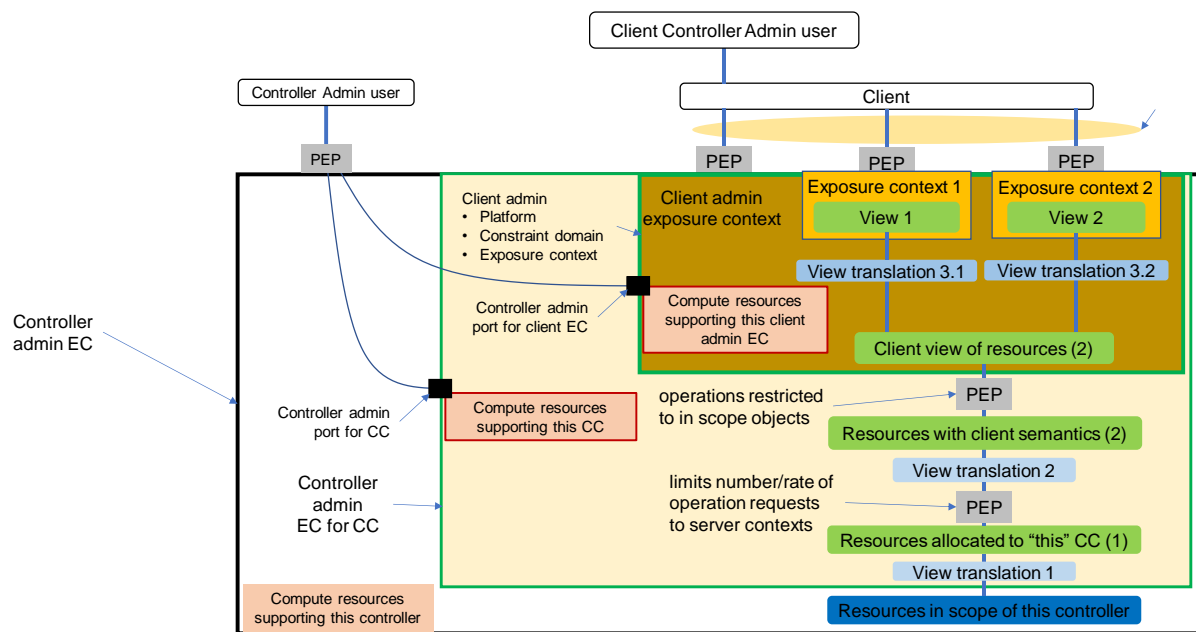 Client Controller Admin user
Controller Admin user
Client
PEP
PEP
PEP
PEP
Client admin
• Platform
• Constraint domain
• Exposure context
Client admin
exposure context
Exposure context 1
View 1
Exposure context 2
View 2
View translation 3.1
View translation 3.2
Controller admin
port for client EC
Compute resources
supporting this client
admin EC
Client view of resources (2)
Controller
admin EC
Controller admin
port for CC
Compute resources
supporting this CC
operations restricted
to in scope objects
PEP
Resources with client semantics (2)
View translation 2
Controller
admin
EC for CC
limits number/rate of
operation requests
to server contexts
PEP
Resources allocated to “this” CC (1)
View translation 1
Compute resources
supporting this controller
Resources in scope of this controller